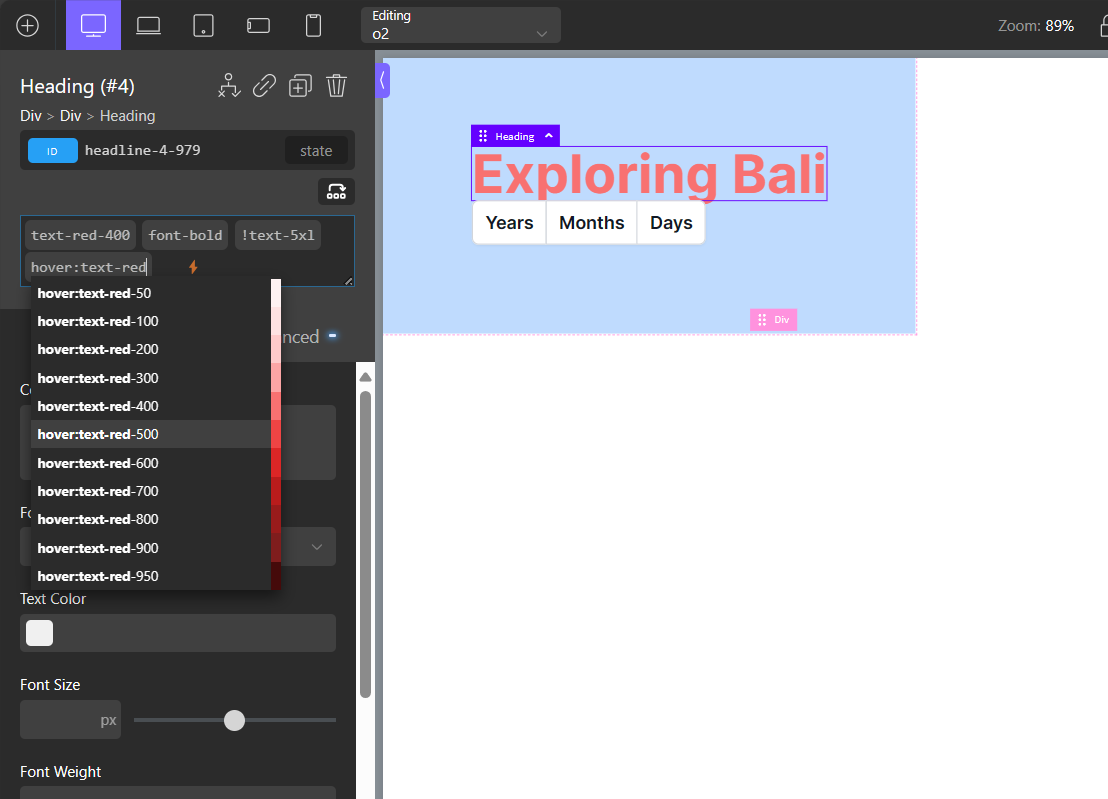 Editing
o2
Zoom: 89%
Heading (#4)
Div > Div > Heading
ID headline-4-979 state
text-red-400 font-bold !text-5xl
hover:text-red
hover:text-red-50
hover:text-red-100
hover:text-red-200
hover:text-red-300
hover:text-red-400
hover:text-red-500
hover:text-red-600
hover:text-red-700
hover:text-red-800
hover:text-red-900
hover:text-red-950
nced
Text Color
Font Size
px
Font Weight
Heading
Exploring Bali
Years Months Days
Div